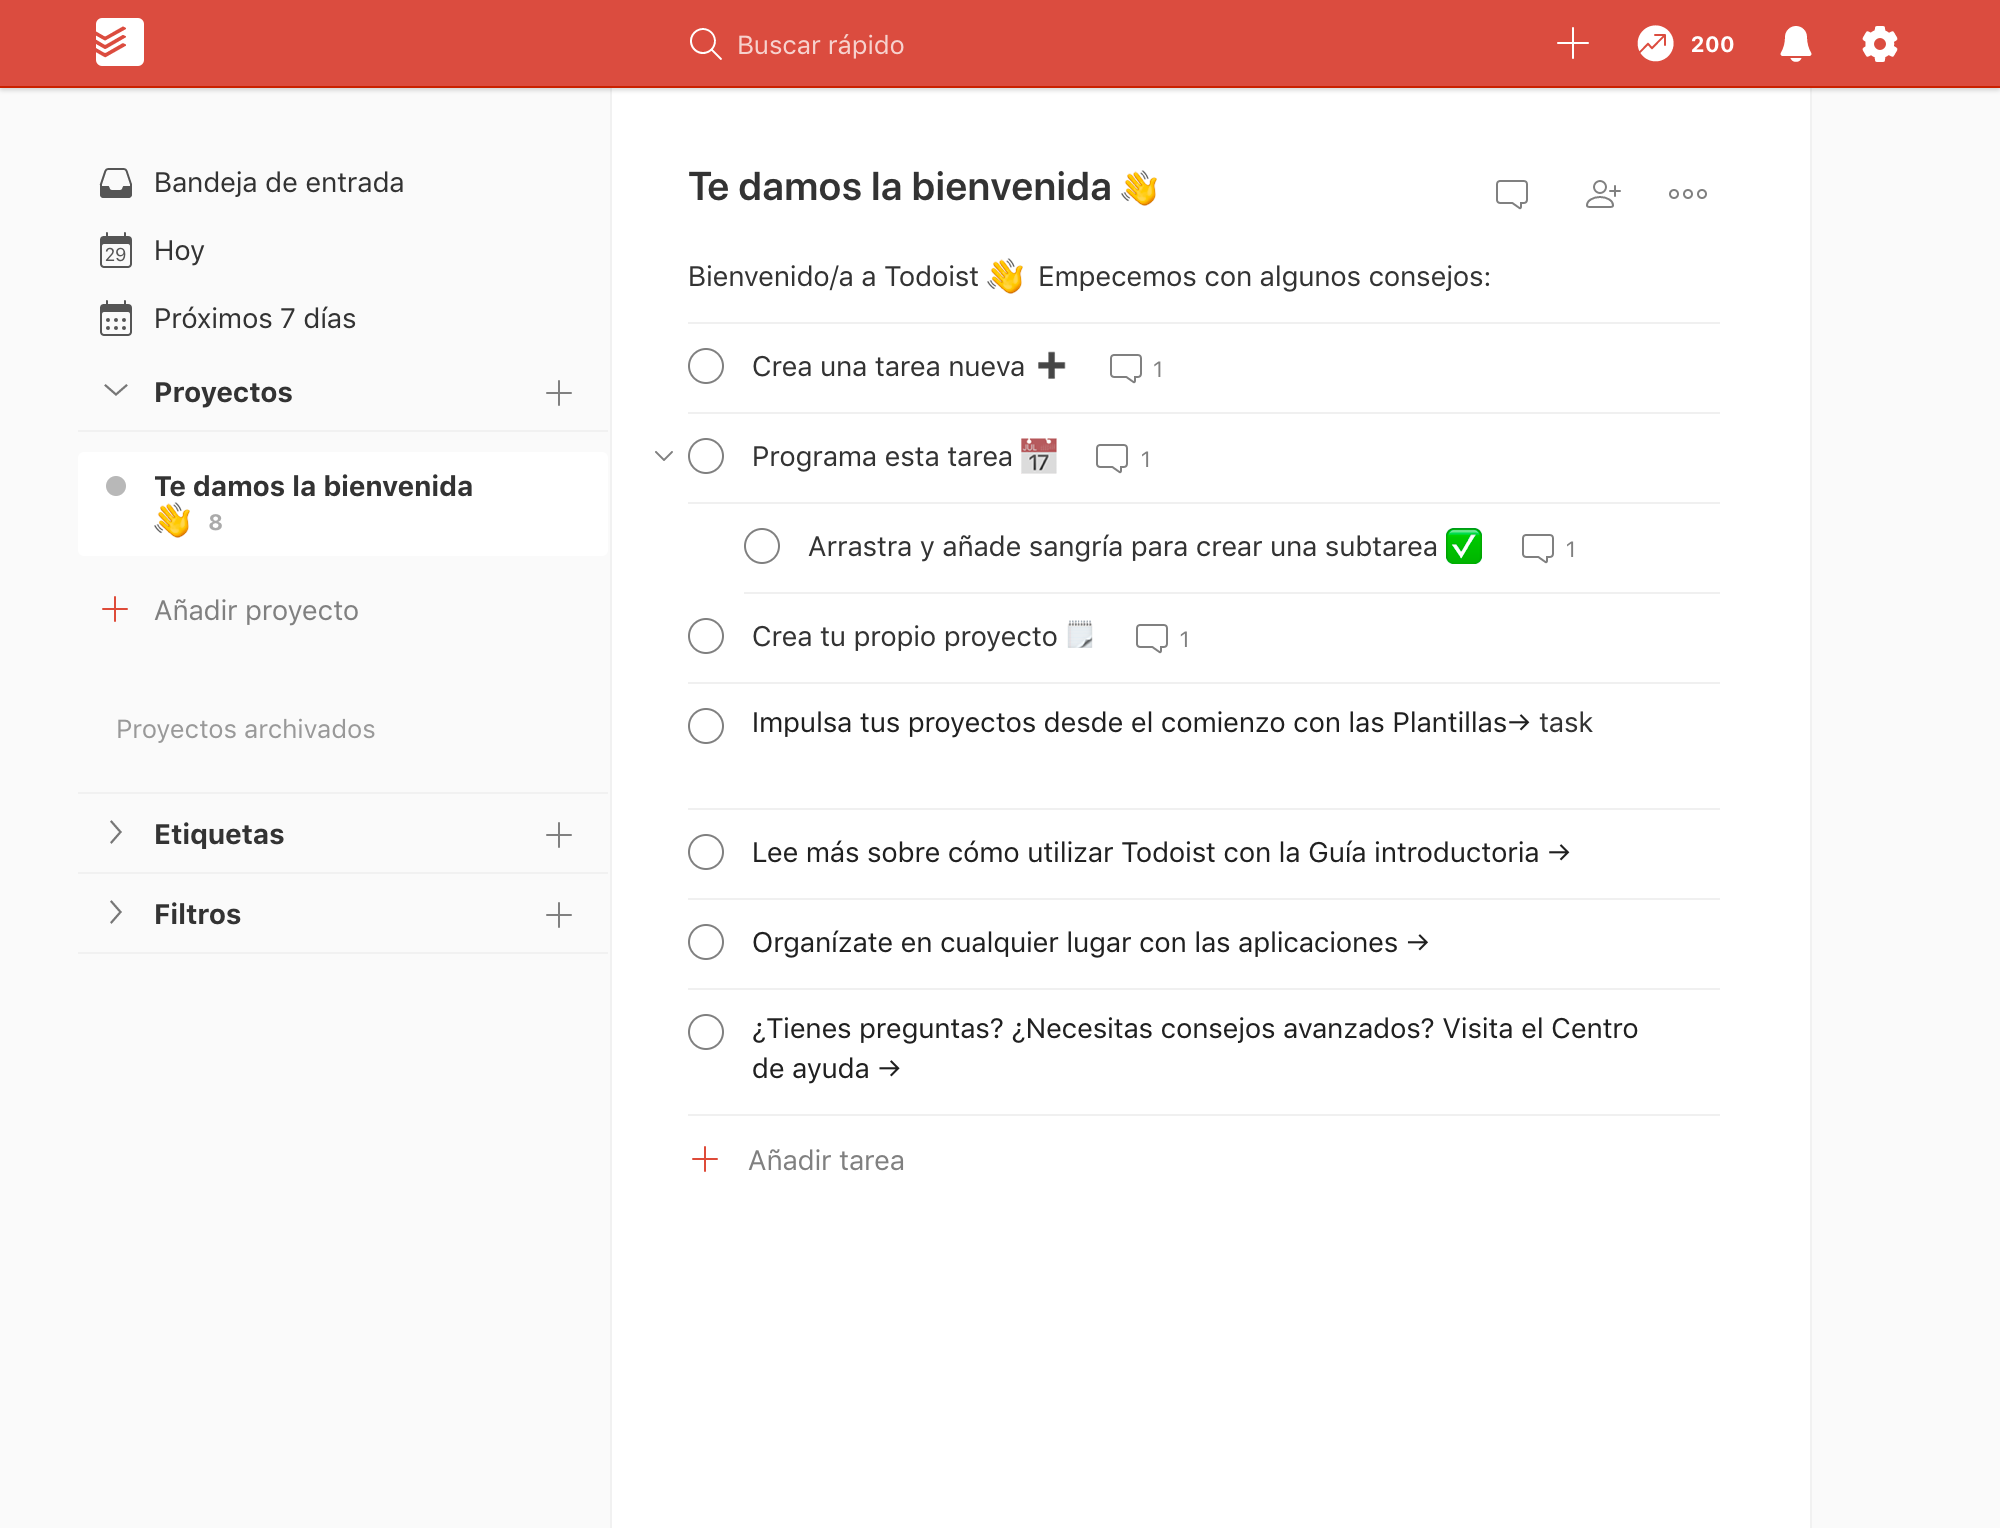 Buscar rápido
200
Bandeja de entrada
29
Hoy
Próximos 7 días
Proyectos
Te damos la bienvenida
👋 8
Añadir proyecto
Proyectos archivados
Etiquetas
Filtros
Te damos la bienvenida 👋
Bienvenido/a a Todoist 👋 Empecemos con algunos consejos:
Crea una tarea nueva ➕ 1
Programa esta tarea 📅 JUL 17 1
Arrastra y añade sangría para crear una subtarea ✅ 1
Crea tu propio proyecto 🗒️ 1
Impulsa tus proyectos desde el comienzo con las Plantillas→ task
Lee más sobre cómo utilizar Todoist con la Guía introductoria →
Organízate en cualquier lugar con las aplicaciones →
¿Tienes preguntas? ¿Necesitas consejos avanzados? Visita el Centro
de ayuda →
Añadir tarea